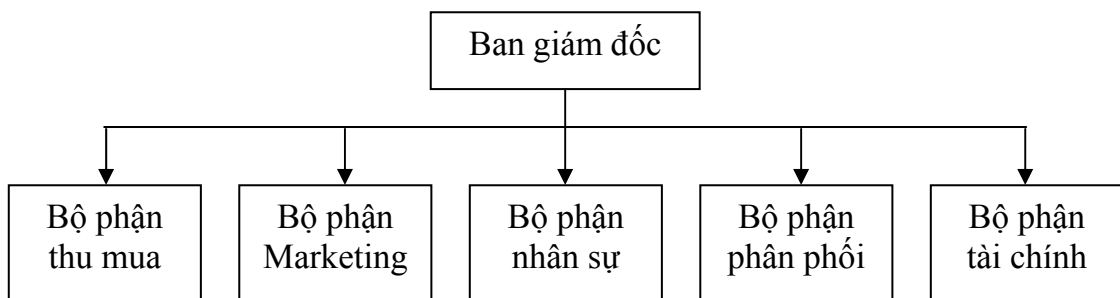 Ban giám đốc
Bộ phận
thu mua
Bộ phận
Marketing
Bộ phận
nhân sự
Bộ phận
phân phối
Bộ phận
tài chính